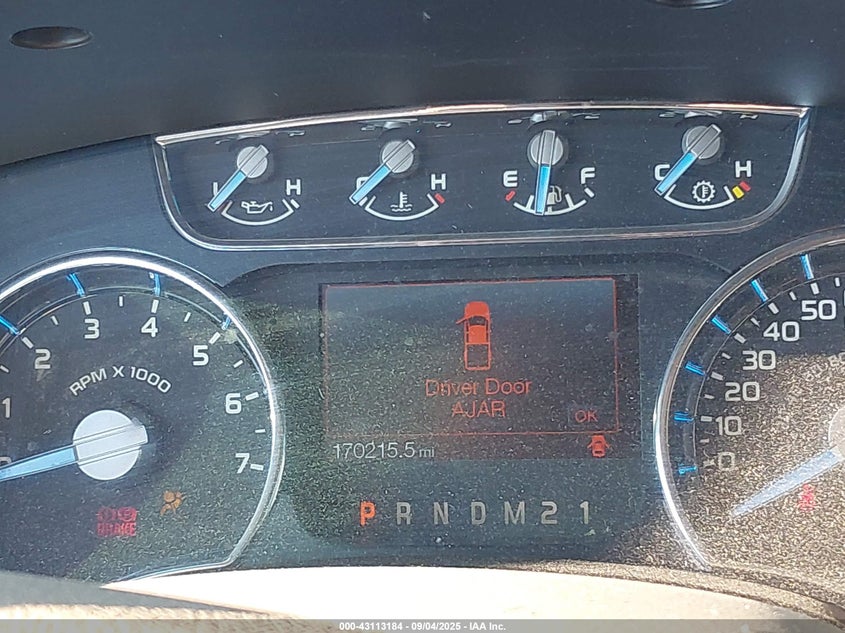 L H
C H
E F
C H
1 2 3 4 5 6 7
RPM X 1000
Driver Door
AJAR
OK
170215.5 mi
0 10 20 30 40 50
P R N D M 2 1
BRAKE
000-43113184 - 09/04/2025 - IAA Inc.